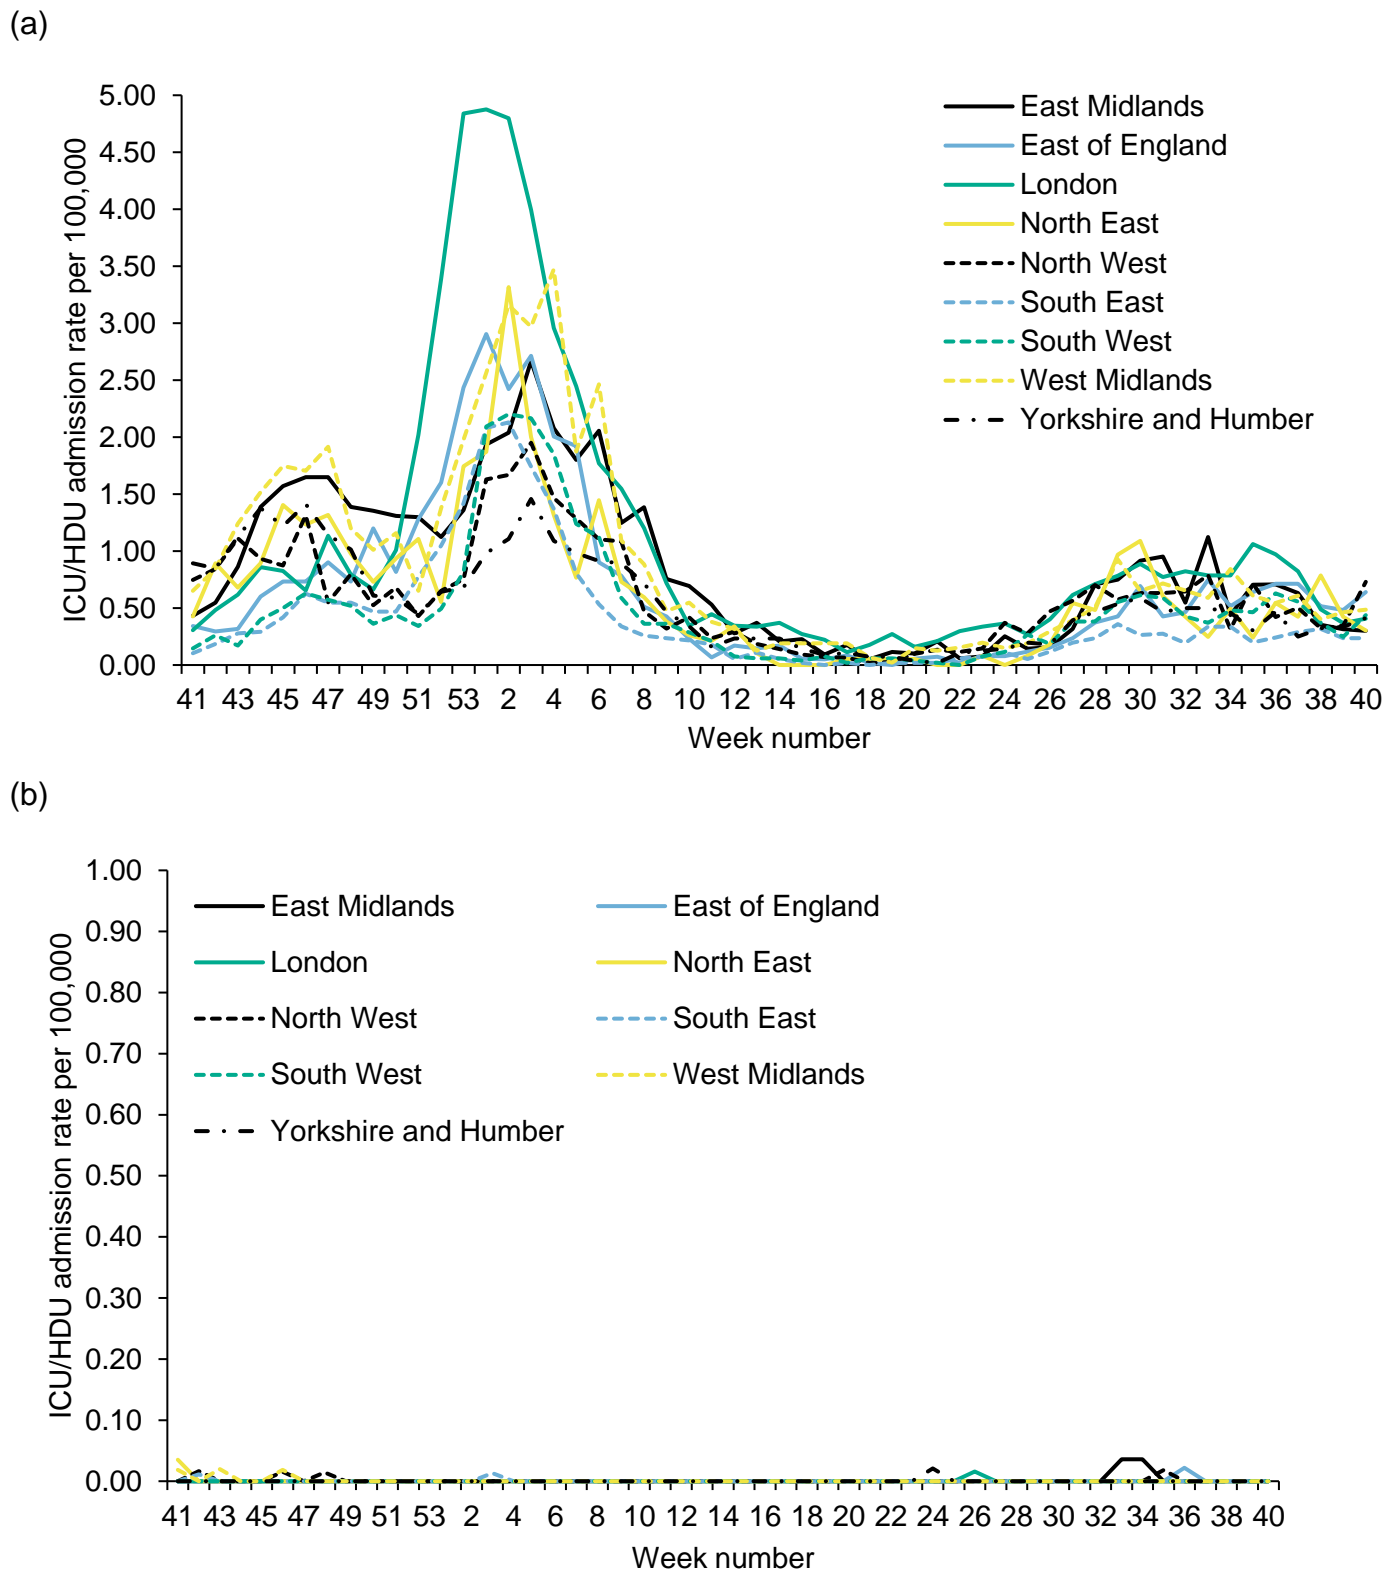 (a)
ICU/HDU admission rate per 100,000
5.00
4.50
4.00
3.50
3.00
2.50
2.00
1.50
1.00
0.50
0.00
East Midlands
East of England
London
North East
North West
South East
South West
West Midlands
Yorkshire and Humber
41 43 45 47 49 51 53 2 4 6 8 10 12 14 16 18 20 22 24 26 28 30 32 34 36 38 40
Week number
(b)
ICU/HDU admission rate per 100,000
1.00
0.90
0.80
0.70
0.60
0.50
0.40
0.30
0.20
0.10
0.00
East Midlands East of England
London North East
North West South East
South West West Midlands
Yorkshire and Humber
41 43 45 47 49 51 53 2 4 6 8 10 12 14 16 18 20 22 24 26 28 30 32 34 36 38 40
Week number